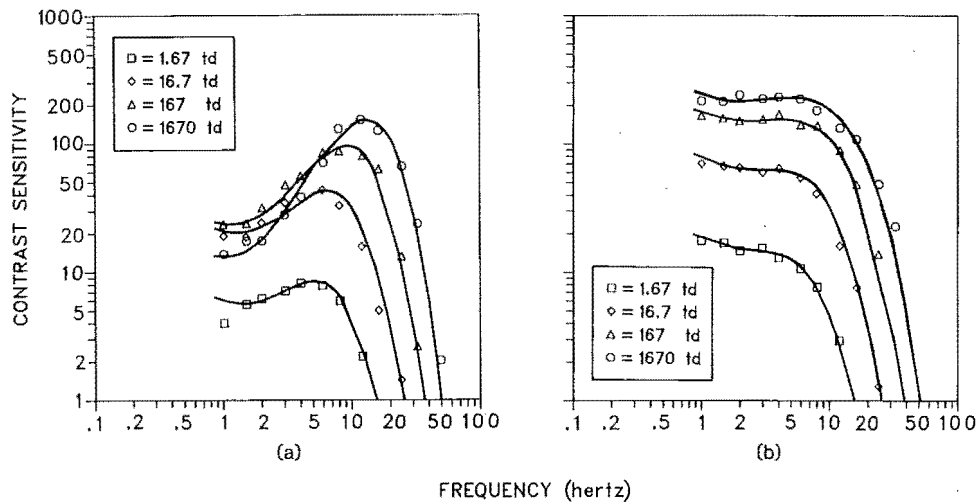 CONTRAST SENSITIVITY
1000
500
200
100
50
20
10
5
2
1
□ = 1.67 td
◇ = 16.7 td
△ = 167 td
○ = 1670 td
.1 .2 .5 1 2 5 10 20 50 100
(a)
□ = 1.67 td
◇ = 16.7 td
△ = 167 td
○ = 1670 td
.1 .2 .5 1 2 5 10 20 50 100
(b)
FREQUENCY (hertz)